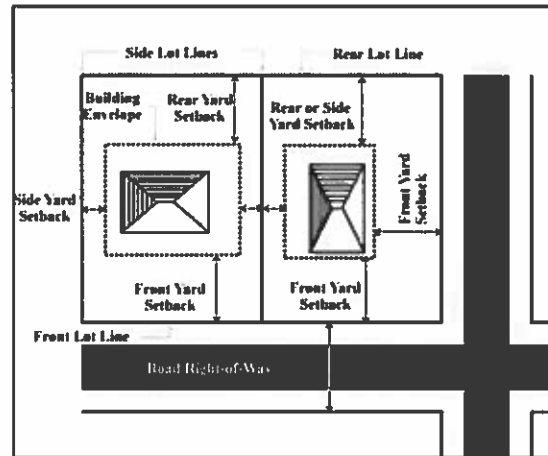 Side Lot Lines
Rear Lot Line
Building
Envelope
Rear Yard
Setback
Rear or Side
Yard Setback
Side Yard
Setback
Front Yard
Setback
Front Yard
Setback
Front Yard
Setback
Front Lot Line
Road Right-of-Way